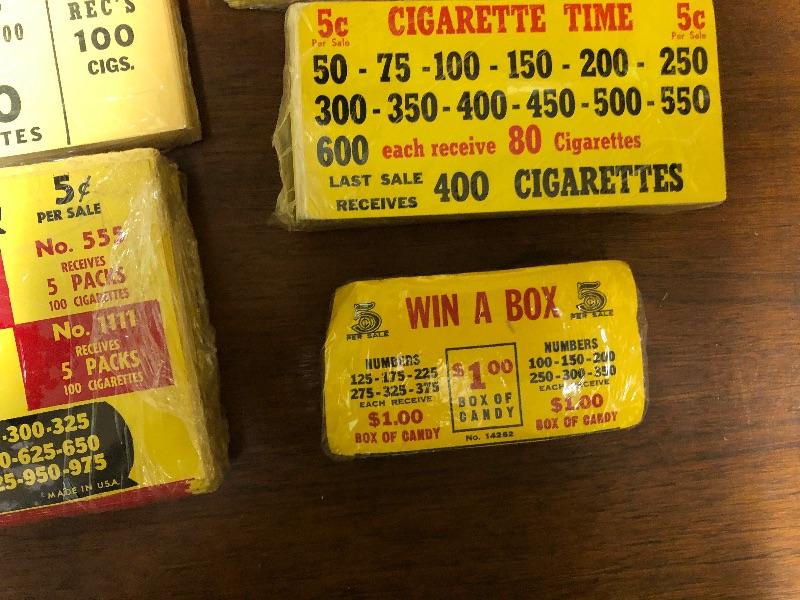 REC'S
00
100
CIGS.
0
TES
5c
Per Sale
CIGARETTE TIME
5c
Per Sale
50 - 75 -100 - 150 - 200 - 250
300-350-400-450-500-550
600 each receive 80 Cigarettes
LAST SALE
RECEIVES
400 CIGARETTES
5¢
PER SALE
No. 555
RECEIVES
5 PACKS
100 CIGARETTES
No. 1111
RECEIVES
5 PACKS
100 CIGARETTES
-300-325
0-625-650
25-950-975
MADE IN U.S.A.
5¢
PER SALE
WIN A BOX
5¢
PER SALE
NUMBERS
125-175-225
275-325-375
EACH RECEIVE
$1.00
BOX OF CANDY
$1 00
BOX OF
CANDY
No. 14262
NUMBERS
100-150-200
250-300-350
EACH RECEIVE
$1.00
BOX OF CANDY